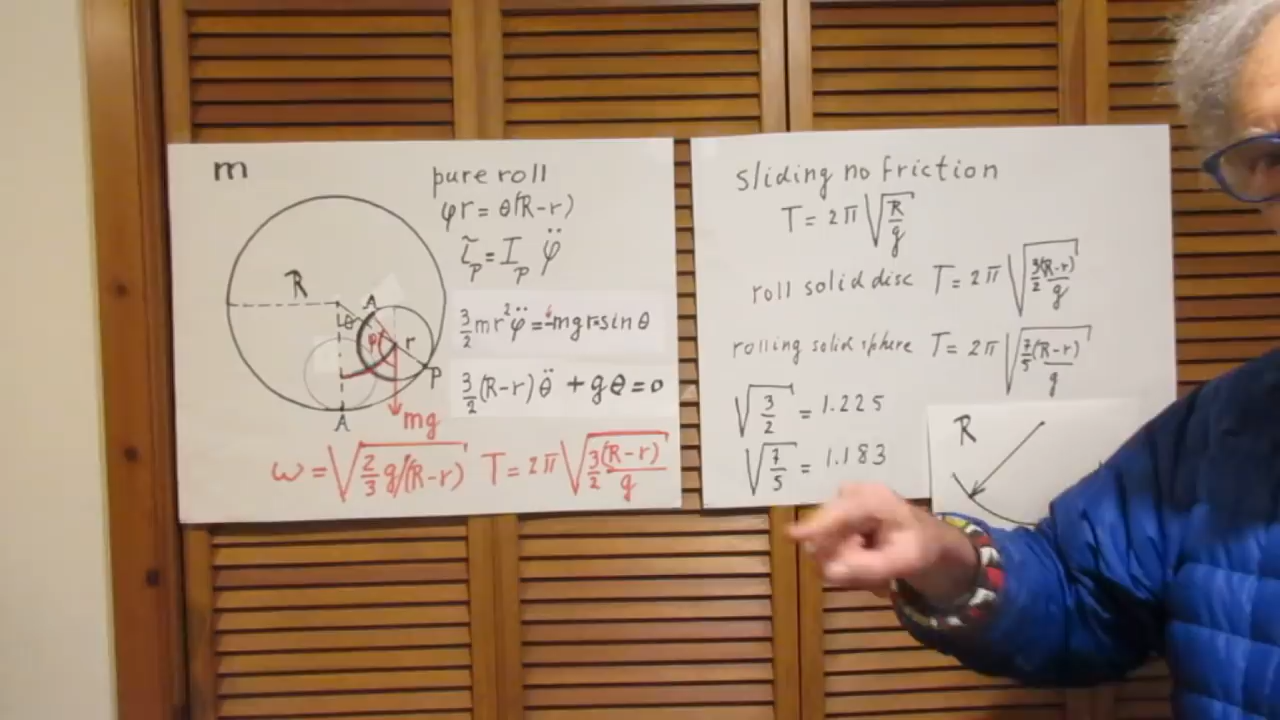 m
pure roll
φr = θ(R-r)
τ_p = I_p φ̈
R
θ
A
φ
r
P
A
mg
3/2 mr²φ̈ = -mgr sin θ
3/2 (R-r) θ̈ + gθ = 0
ω = √(2/3 g/(R-r)) T = 2π √(3/2 (R-r)/g)
sliding no friction
T = 2π √(R/g)
roll solid disc T = 2π √(3/2 (R-r)/g)
rolling solid sphere T = 2π √(7/5 (R-r)/g)
√(3/2) = 1.225
√(7/5) = 1.183
R